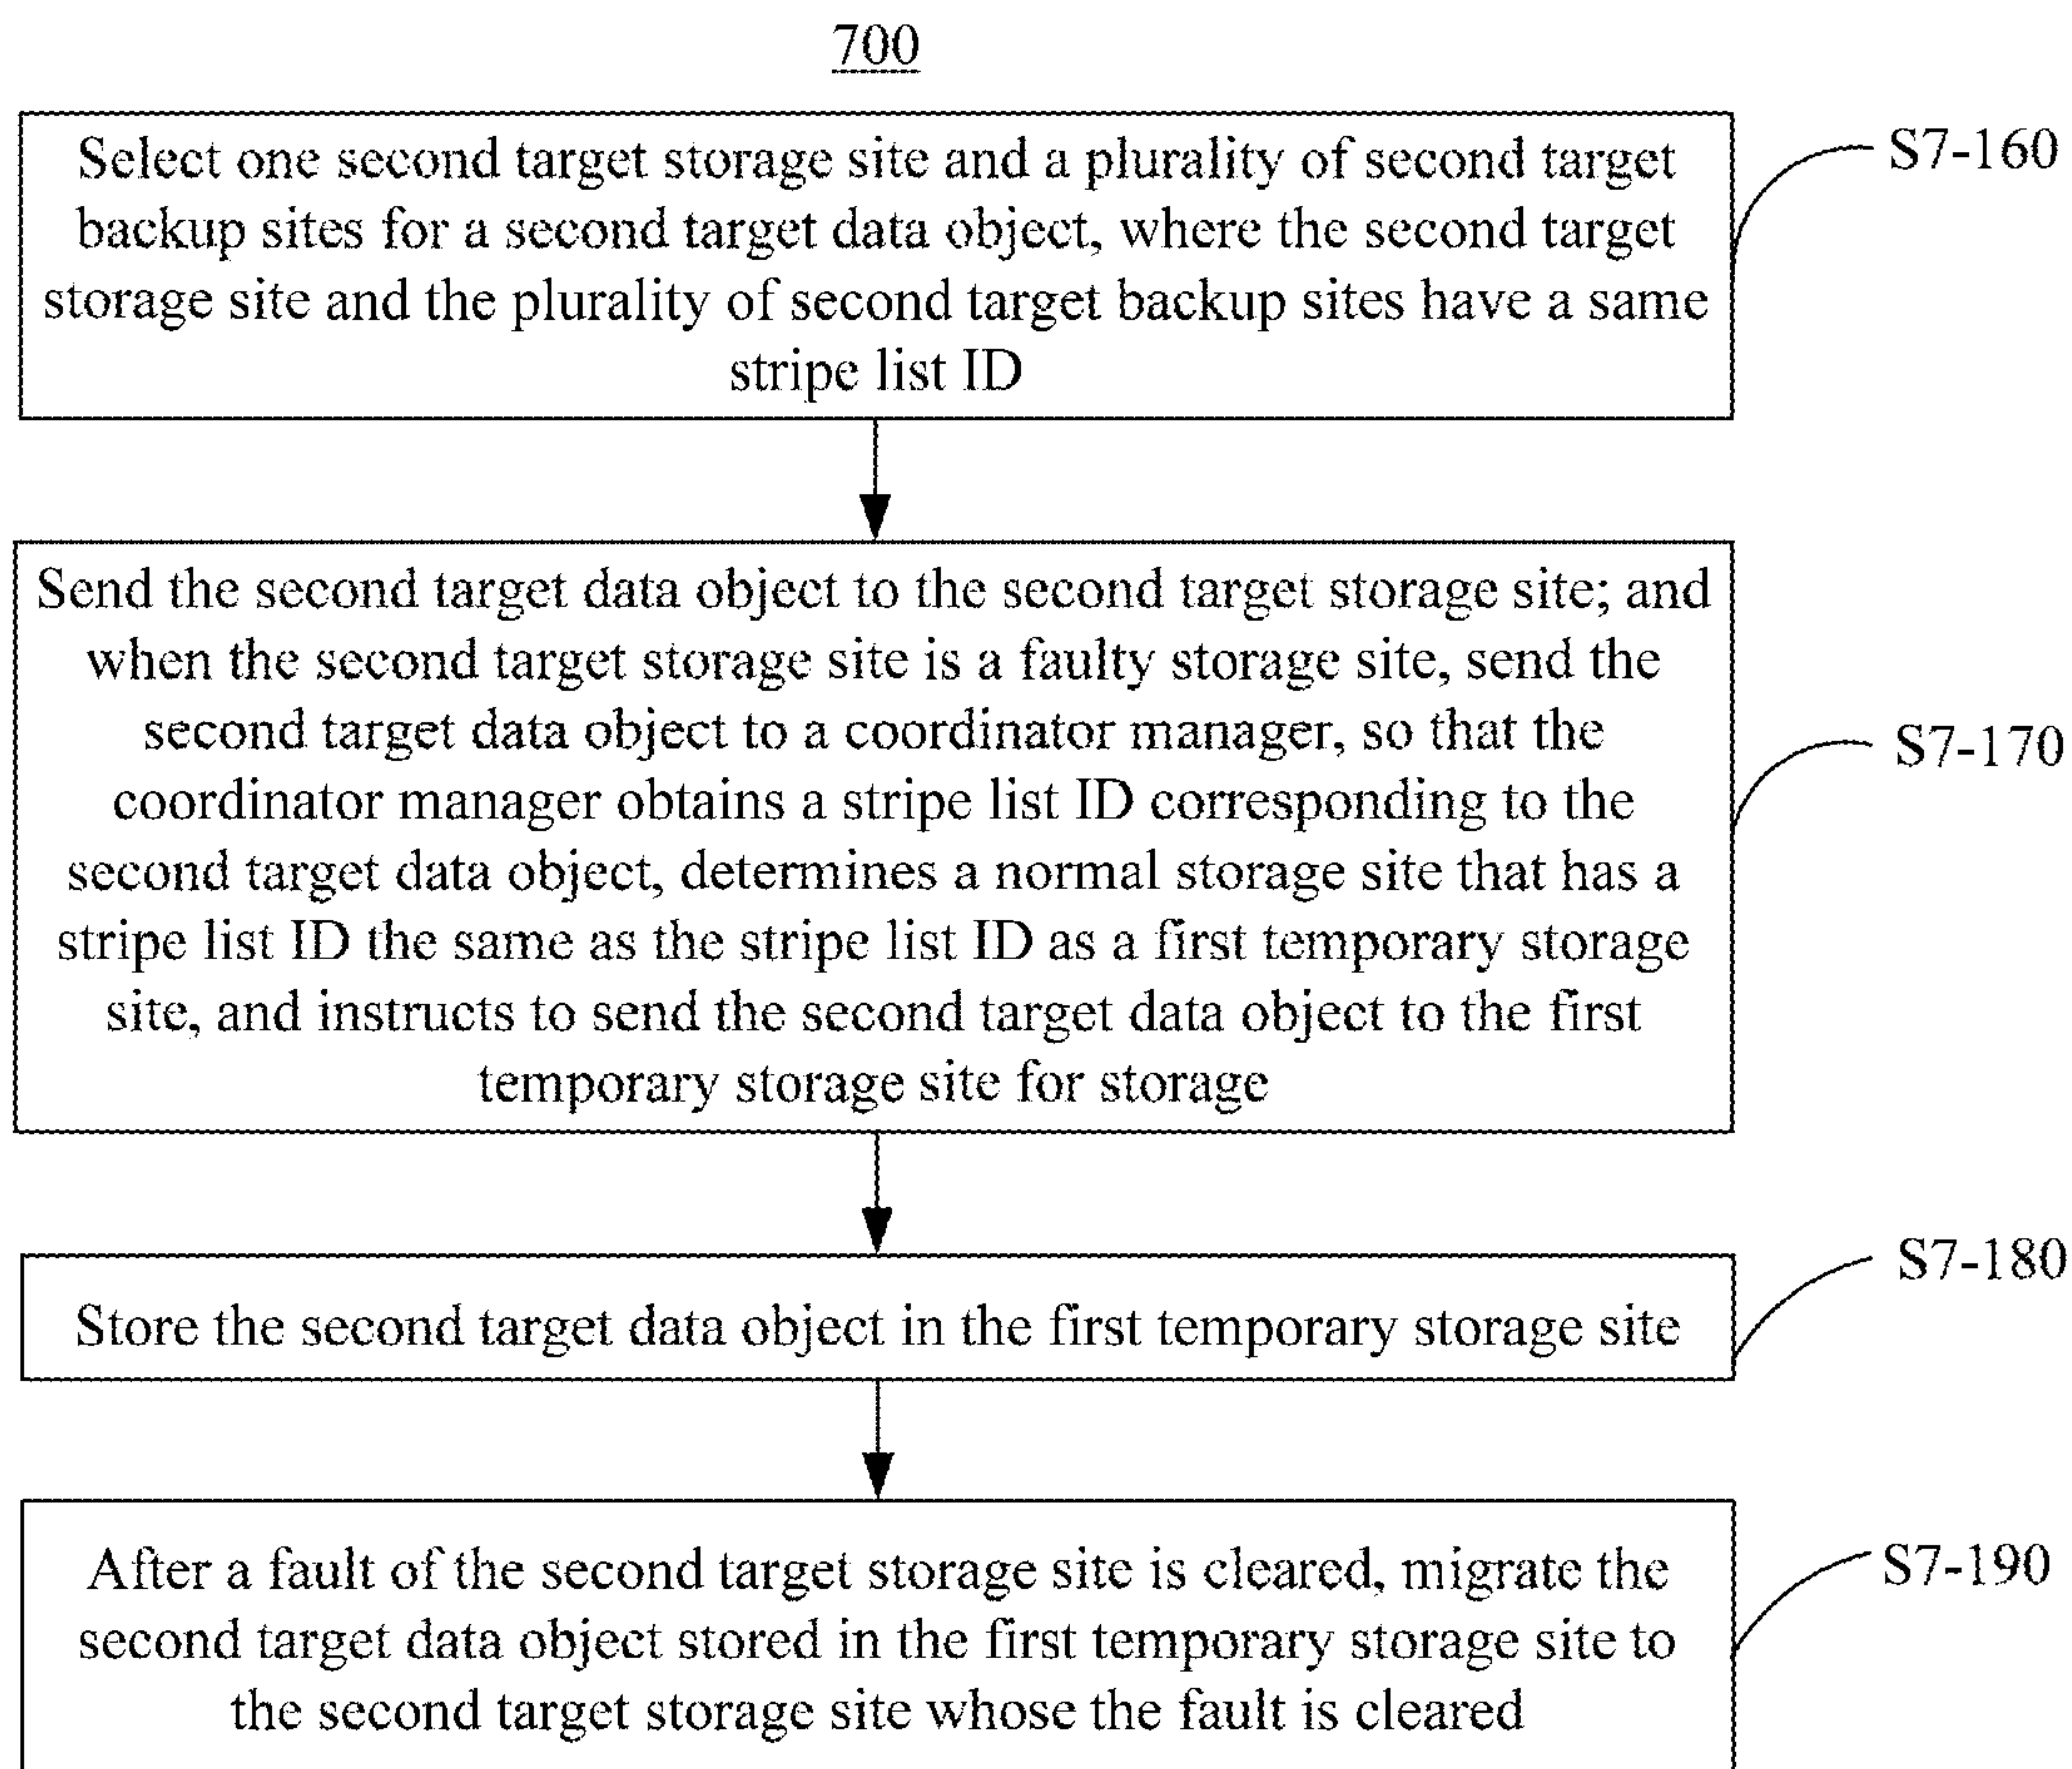 700
Select one second target storage site and a plurality of second target
backup sites for a second target data object, where the second target
storage site and the plurality of second target backup sites have a same
stripe list ID
S7-160
Send the second target data object to the second target storage site; and
when the second target storage site is a faulty storage site, send the
second target data object to a coordinator manager, so that the
coordinator manager obtains a stripe list ID corresponding to the
second target data object, determines a normal storage site that has a
stripe list ID the same as the stripe list ID as a first temporary storage
site, and instructs to send the second target data object to the first
temporary storage site for storage
S7-170
Store the second target data object in the first temporary storage site
S7-180
After a fault of the second target storage site is cleared, migrate the
second target data object stored in the first temporary storage site to
the second target storage site whose the fault is cleared
S7-190